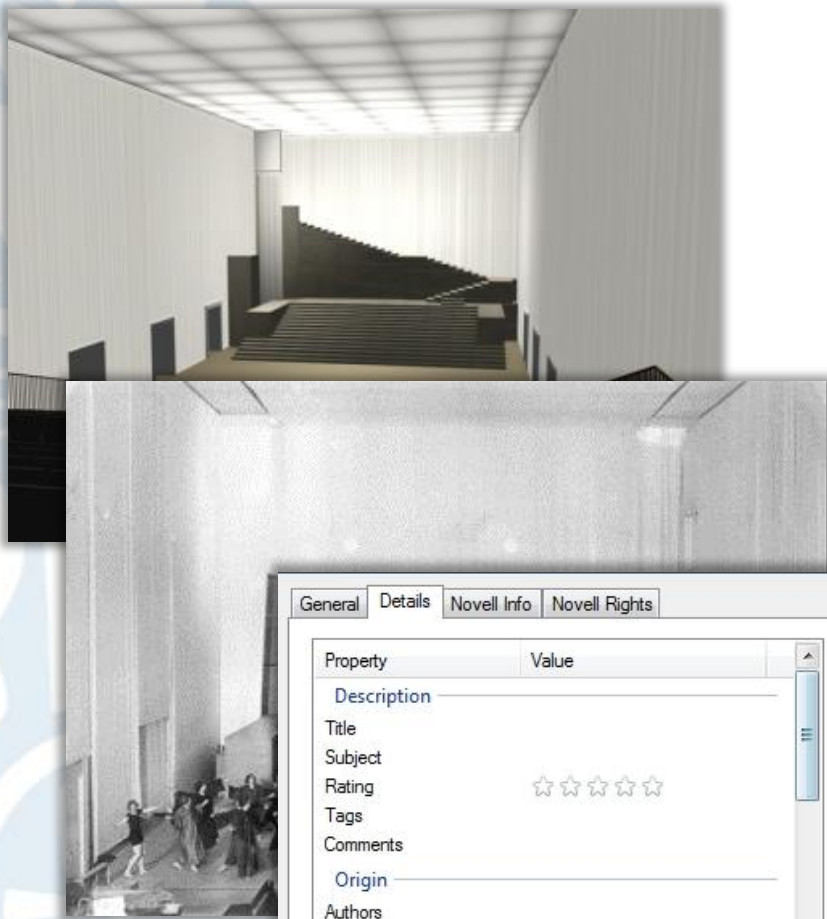 General Details Novell Info Novell Rights
Property Value
Description
Title
Subject
Rating
Tags
Comments
Origin
Authors